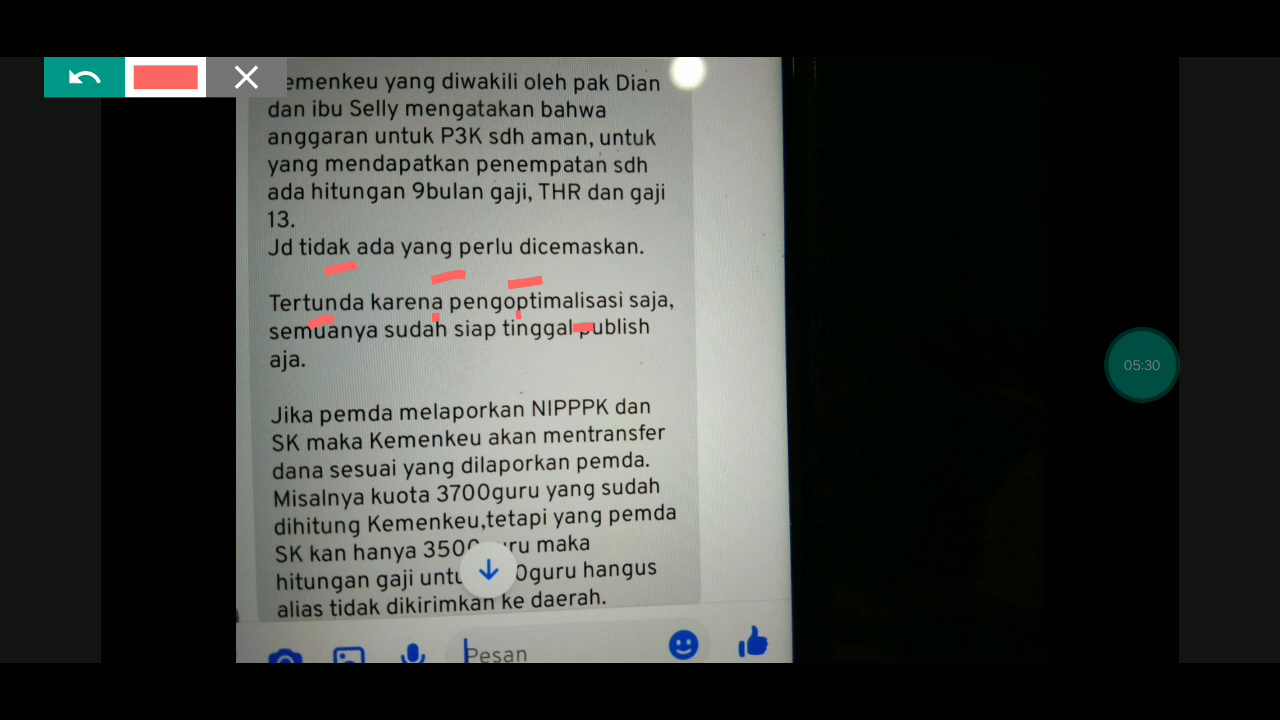 emenkeu yang diwakili oleh pak Dian
dan ibu Selly mengatakan bahwa
anggaran untuk P3K sdh aman, untuk
yang mendapatkan penempatan sdh
ada hitungan 9bulan gaji, THR dan gaji
13.
Jd tidak ada yang perlu dicemaskan.
Tertunda karena pengoptimalisasi saja,
semuanya sudah siap tinggal publish
aja.
05:30
Jika pemda melaporkan NIPPPK dan
SK maka Kemenkeu akan mentransfer
dana sesuai yang dilaporkan pemda.
Misalnya kuota 3700guru yang sudah
dihitung Kemenkeu,tetapi yang pemda
SK kan hanya maka
hitungan gaji hangus
alias tidak dikirimkan ke daerah.
Pesan